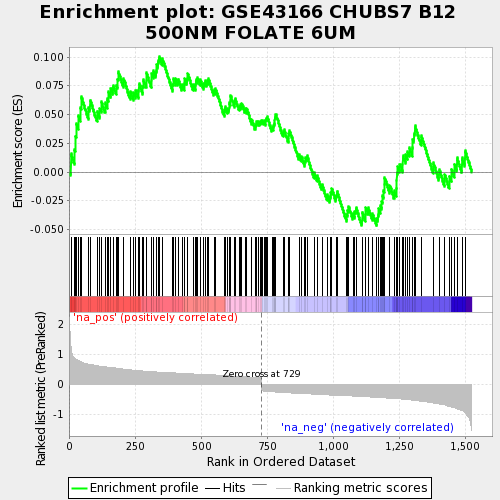 Enrichment plot: GSE43166 CHUBS7 B12
500NM FOLATE 6UM
Enrichment score (ES)
0.100
0.075
0.050
0.025
0.000
-0.025
-0.050
'na_pos' (positively correlated)
Ranked list metric (PreRanked)
2
1
0
-1
Zero cross at 729
'na_neg' (negatively correlated)
0
250
500
750
1,000
1,250
1,500
Rank in Ordered Dataset
Enrichment profile
Hits
Ranking metric scores